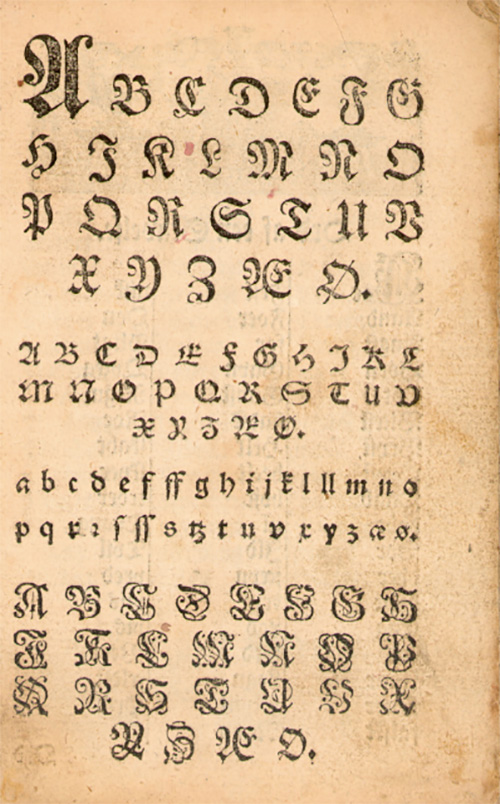 A B C D E F G
H I K L M N O
P Q R S T U V
X Y Z Æ Ø.
A B C D E F G H I K L
M N O P Q R S T U V
X Y Z Æ Ø.
a b c d e f ff g h i j k l ll m n o
p q r ꝛ ſ ſſ s tz t u v x y z æ ø.
A B C D E F G H
I K L M N O P
Q R S T U V X
Y Z Æ Ø.